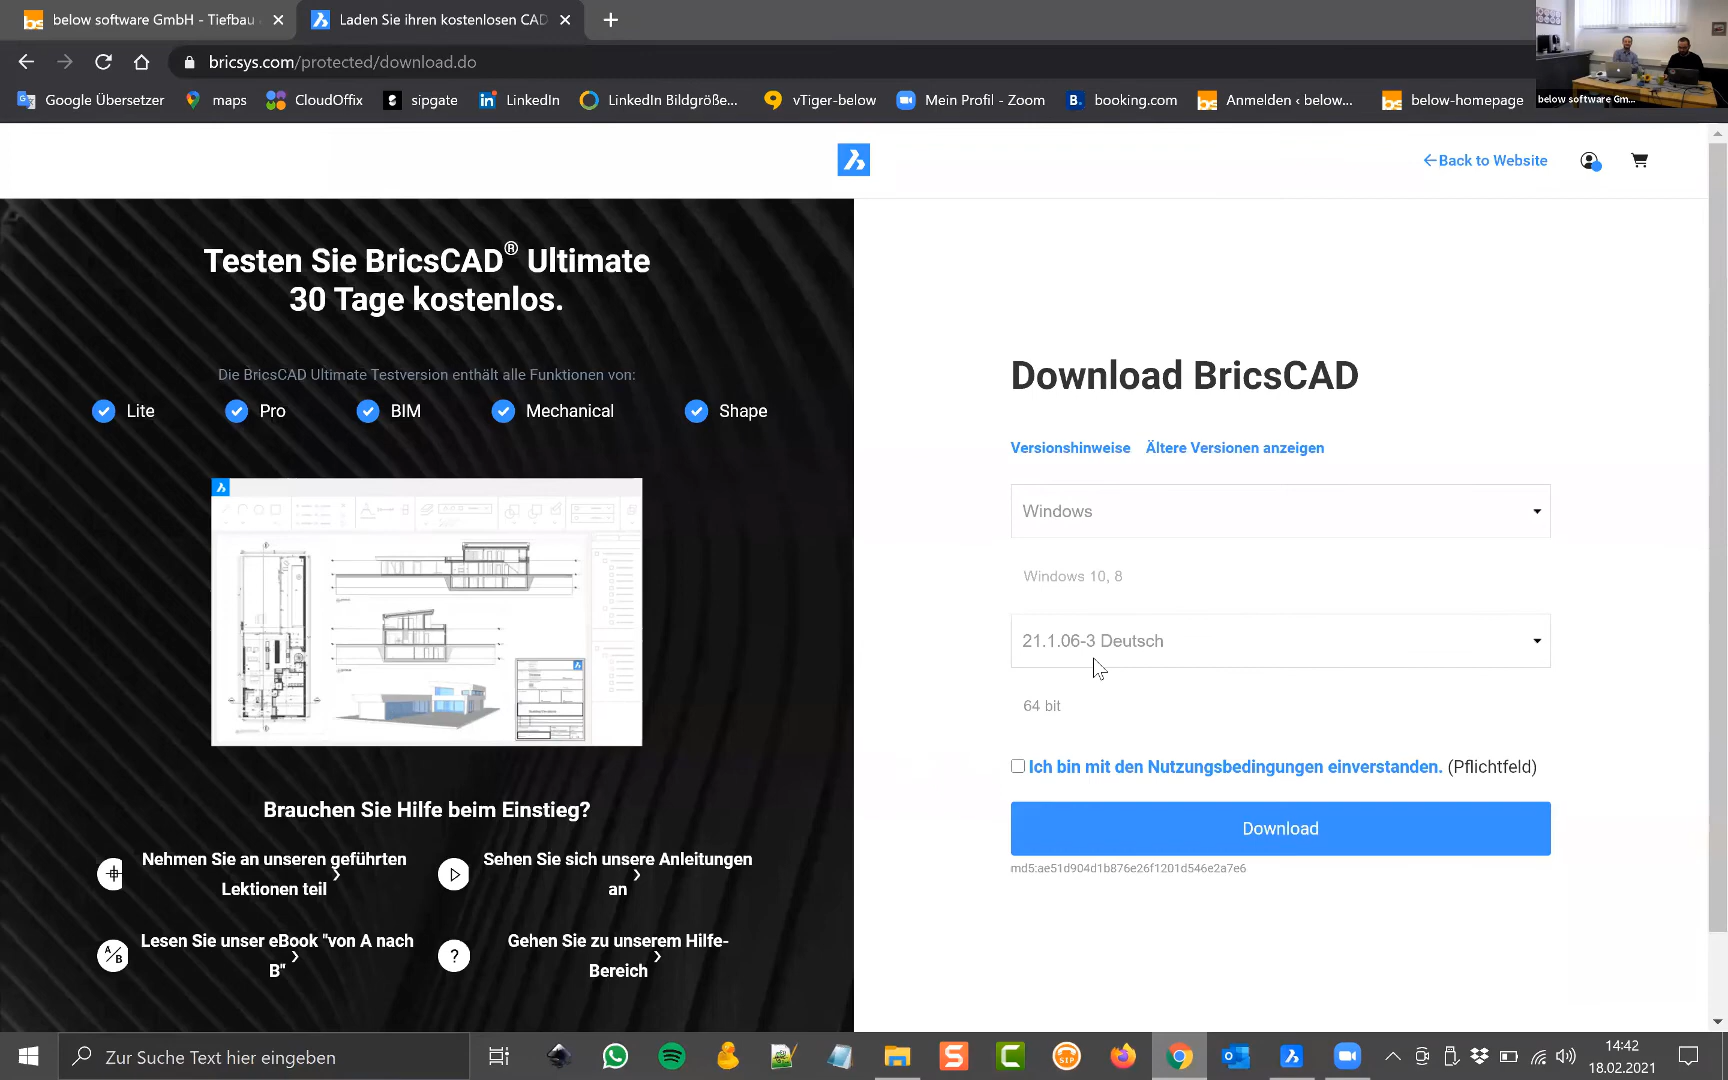 below software GmbH - Tiefbau
Laden Sie ihren kostenlosen CAD
bricsys.com/protected/download.do
Google Übersetzer
maps
CloudOffix
sipgate
LinkedIn
LinkedIn Bildgröße...
vTiger-below
Mein Profil - Zoom
B.
booking.com
bs
Anmelden ‹ below...
bs
below-homepage
below software Gm...
Back to Website
Testen Sie BricsCAD® Ultimate
30 Tage kostenlos.
Die BricsCAD Ultimate Testversion enthält alle Funktionen von:
Lite
Pro
BIM
Mechanical
Shape
Brauchen Sie Hilfe beim Einstieg?
Nehmen Sie an unseren geführten
Lektionen teil
Sehen Sie sich unsere Anleitungen
an
A/B
Lesen Sie unser eBook "von A nach
B"
?
Gehen Sie zu unserem Hilfe-
Bereich
Download BricsCAD
Versionshinweise
Ältere Versionen anzeigen
Windows
Windows 10, 8
21.1.06-3 Deutsch
64 bit
Ich bin mit den Nutzungsbedingungen einverstanden. (Pflichtfeld)
Download
md5:ae51d904d1b876e26f1201d546e2a7e6
Zur Suche Text hier eingeben
SIP
14:42
18.02.2021